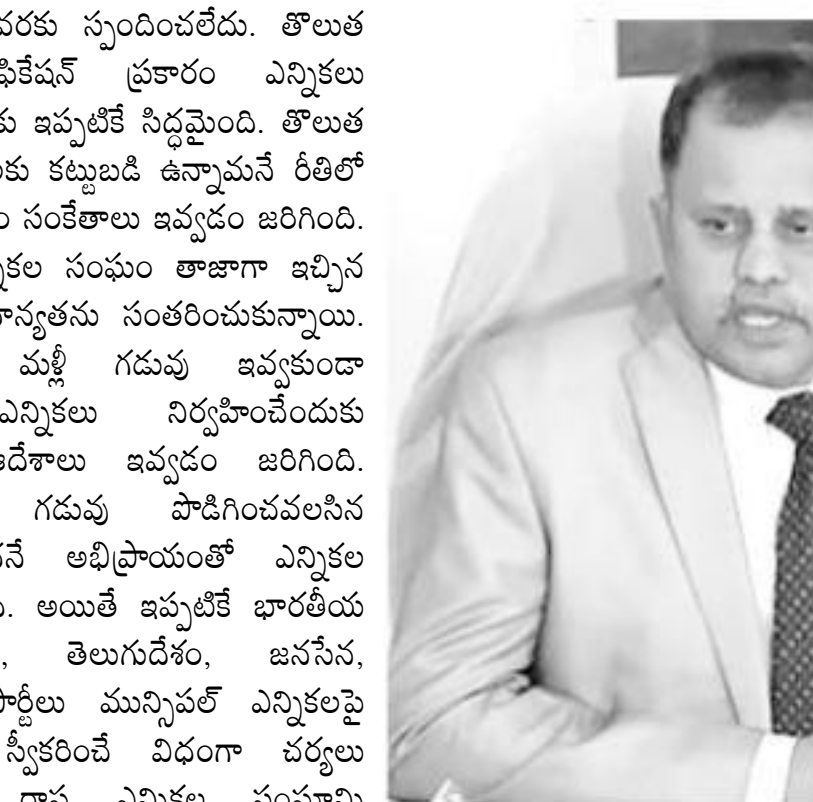 వరకు స్పందించలేదు. తొలుత
ఫికేషన్ ప్రకారం ఎన్నికలు
కు ఇప్పటికే సిద్ధమైంది. తొలుత
లకు కట్టుబడి ఉన్నామనే రీతిలో
ం సంకేతాలు ఇవ్వడం జరిగింది.
న్నికల సంఘం తాజాగా ఇచ్చిన
ాన్యతను సంతరించుకున్నాయి.
మళ్లీ గడువు ఇవ్వకుండా
ఎన్నికలు నిర్వహించేందుకు
ఆదేశాలు ఇవ్వడం జరిగింది.
గడువు పొడిగించవలసిన
దనే అభిప్రాయంతో ఎన్నికల
ది. అయితే ఇప్పటికే భారతీయ
, తెలుగుదేశం, జనసేన,
పార్టీలు మున్సిపల్ ఎన్నికలపై
స్వీకరించే విధంగా చర్యలు